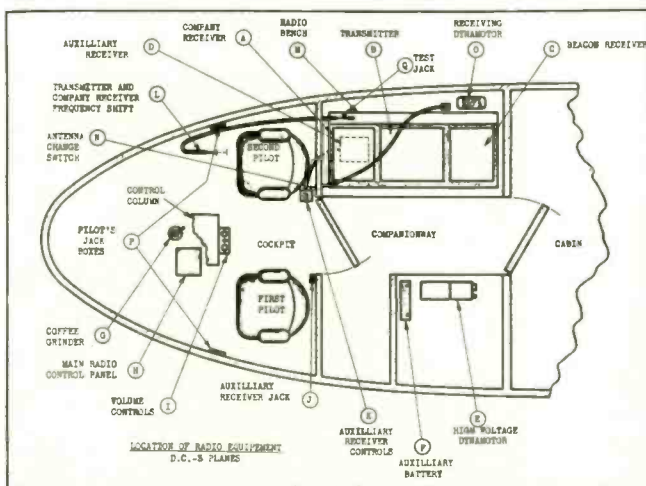 COMPANY
RECEIVER
A
RADIO
BENCH
M
TRANSMITTER
B
RECEIVING
DYNAMOTOR
O
C
BEACON RECEIVER
AUXILLIARY
RECEIVER
D
Q
TEST
JACK
TRANSMITTER AND
COMPANY RECEIVER
FREQUENCY SHIFT
L
ANTENNA
CHANGE
SWITCH
N
SECOND
PILOT
CONTROL
COLUMN
PILOT'S
JACK
BOXES
P
COCKPIT
COMPANIONWAY
CABIN
FIRST
PILOT
COFFEE
GRINDER
G
MAIN RADIO
CONTROL PANEL
H
VOLUME
CONTROLS
I
AUXILLIARY
RECEIVER JACK
J
K
AUXILLIARY
RECEIVER
CONTROLS
E
HIGH VOLTAGE
DYNAMOTOR
F
AUXILLIARY
BATTERY
LOCATION OF RADIO EQUIPEMENT
D.C.-3 PLANES